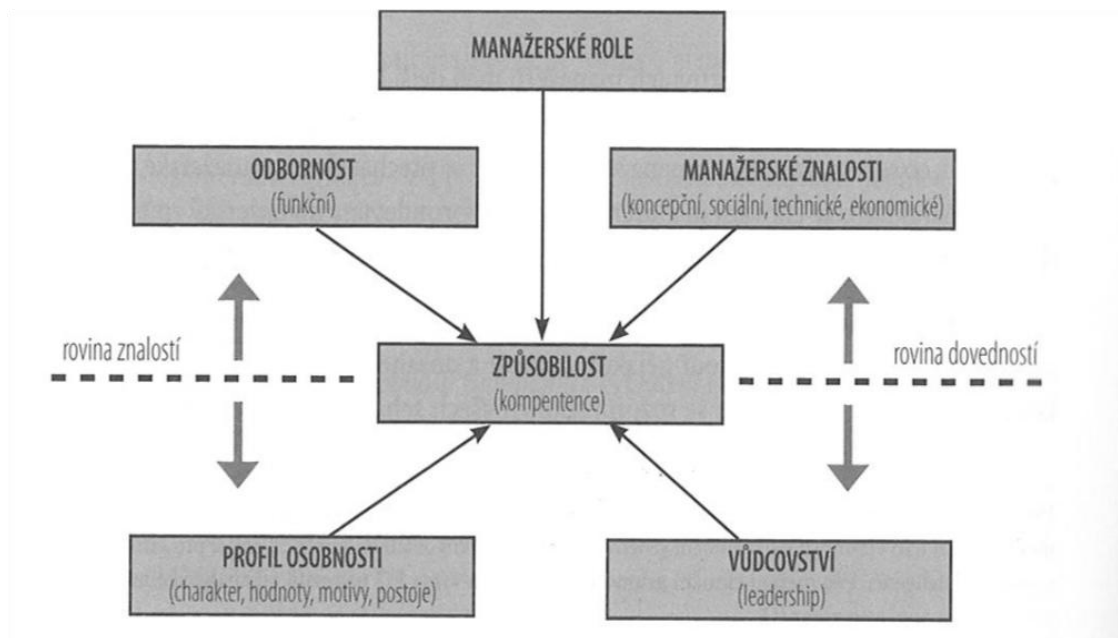 MANAŽERSKÉ ROLE
ODBORNOST
(funkční)
MANAŽERSKÉ ZNALOSTI
(koncepční, sociální, technické, ekonomické)
rovina znalostí
ZPŮSOBILOST
(kompentence)
rovina dovedností
PROFIL OSOBNOSTI
(charakter, hodnoty, motivy, postoje)
VŮDCOVSTVÍ
(leadership)